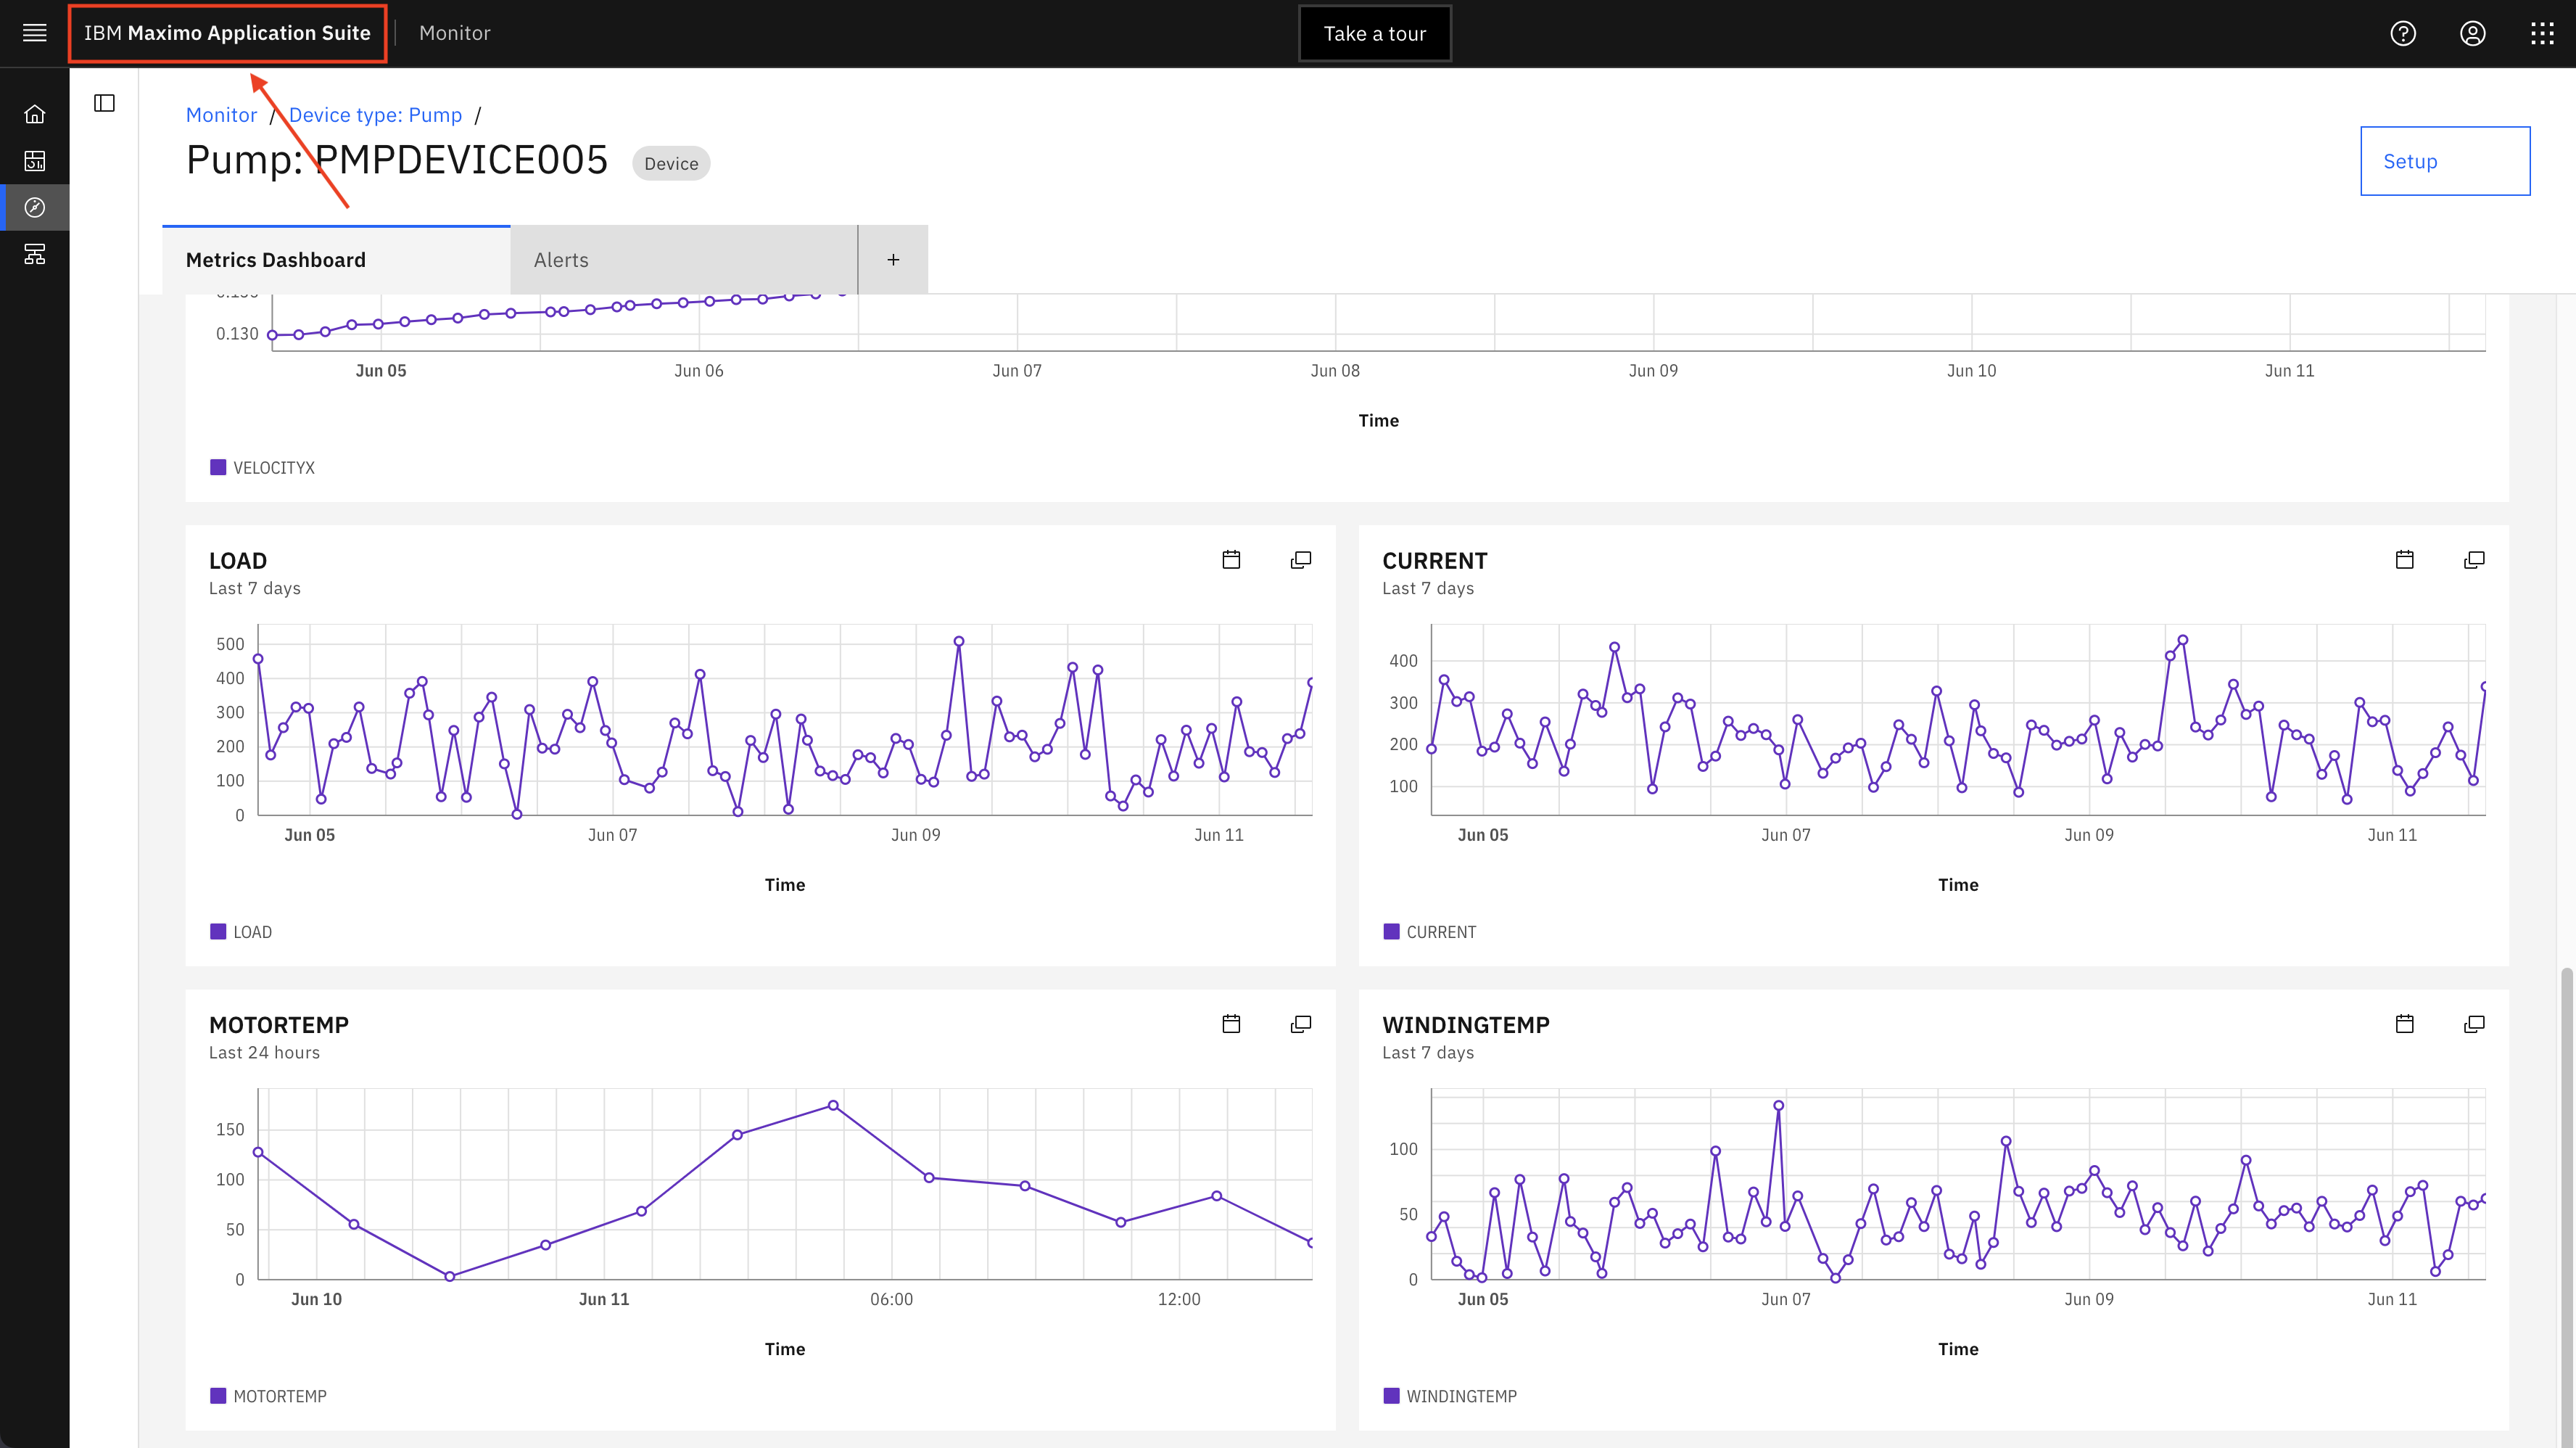 IBM Maximo Application Suite
Monitor
Take a tour
Monitor / Device type: Pump /
Pump: PMPDEVICE005
Device
Setup
Metrics Dashboard
Alerts
+
0.130
Jun 05 Jun 06 Jun 07 Jun 08 Jun 09 Jun 10 Jun 11
Time
VELOCITYX
LOAD
Last 7 days
500
400
300
200
100
0
Jun 05 Jun 07 Jun 09 Jun 11
Time
LOAD
CURRENT
Last 7 days
400
300
200
100
Jun 05 Jun 07 Jun 09 Jun 11
Time
CURRENT
MOTORTEMP
Last 24 hours
150
100
50
0
Jun 10 Jun 11 06:00 12:00
Time
MOTORTEMP
WINDINGTEMP
Last 7 days
100
50
0
Jun 05 Jun 07 Jun 09 Jun 11
Time
WINDINGTEMP